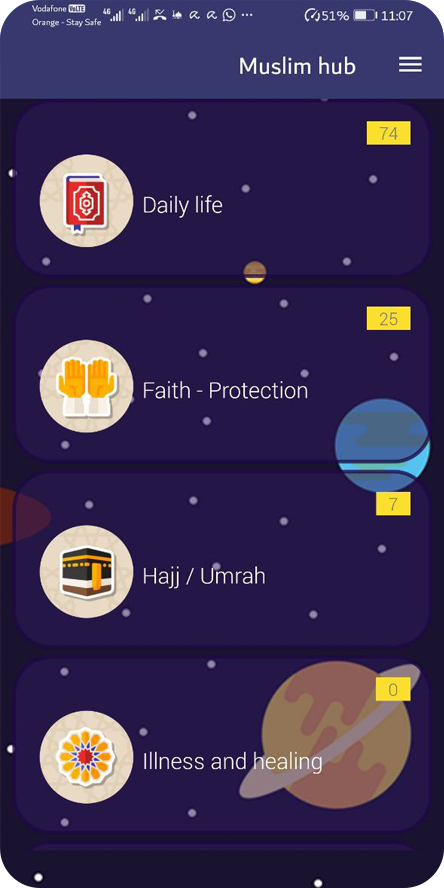 Vodafone VoLTE
Orange - Stay Safe
4G 4G 51% 11:07
Muslim hub
74
Daily life
25
Faith - Protection
7
Hajj / Umrah
0
Illness and healing